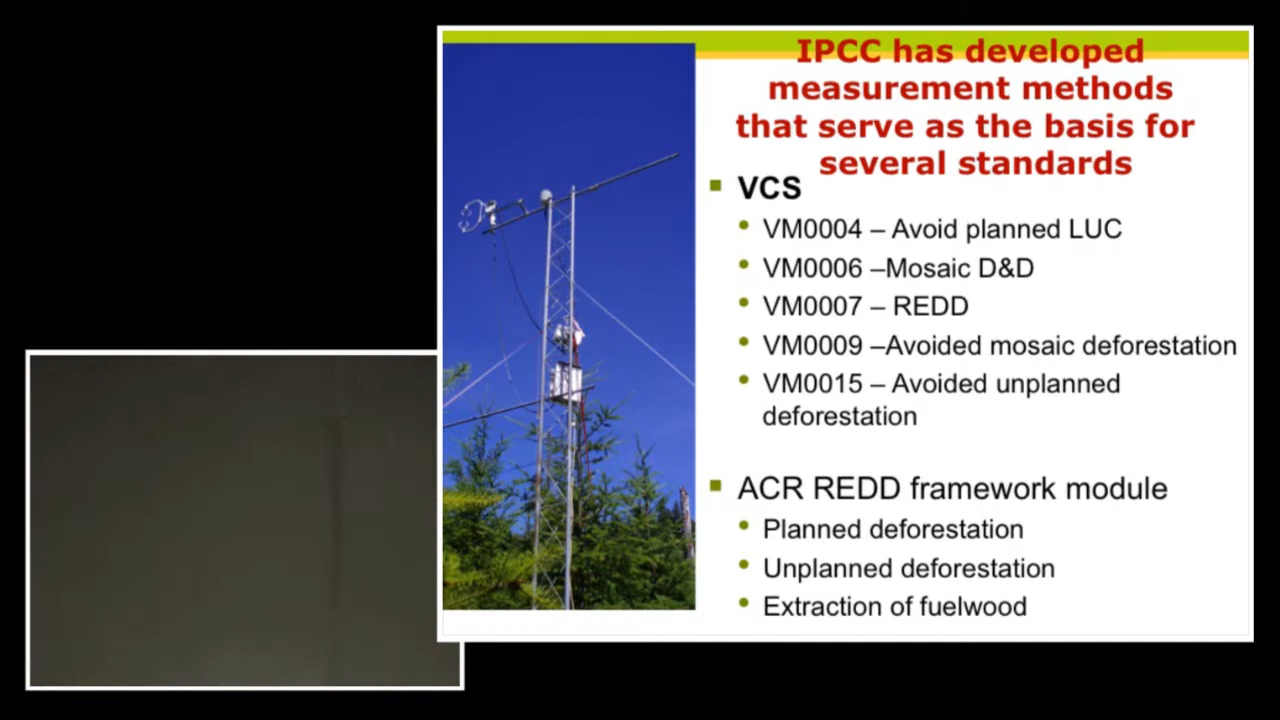 IPCC has developed
measurement methods
that serve as the basis for
several standards
VCS
VM0004 – Avoid planned LUC
VM0006 –Mosaic D&D
VM0007 – REDD
VM0009 –Avoided mosaic deforestation
VM0015 – Avoided unplanned
deforestation
ACR REDD framework module
Planned deforestation
Unplanned deforestation
Extraction of fuelwood